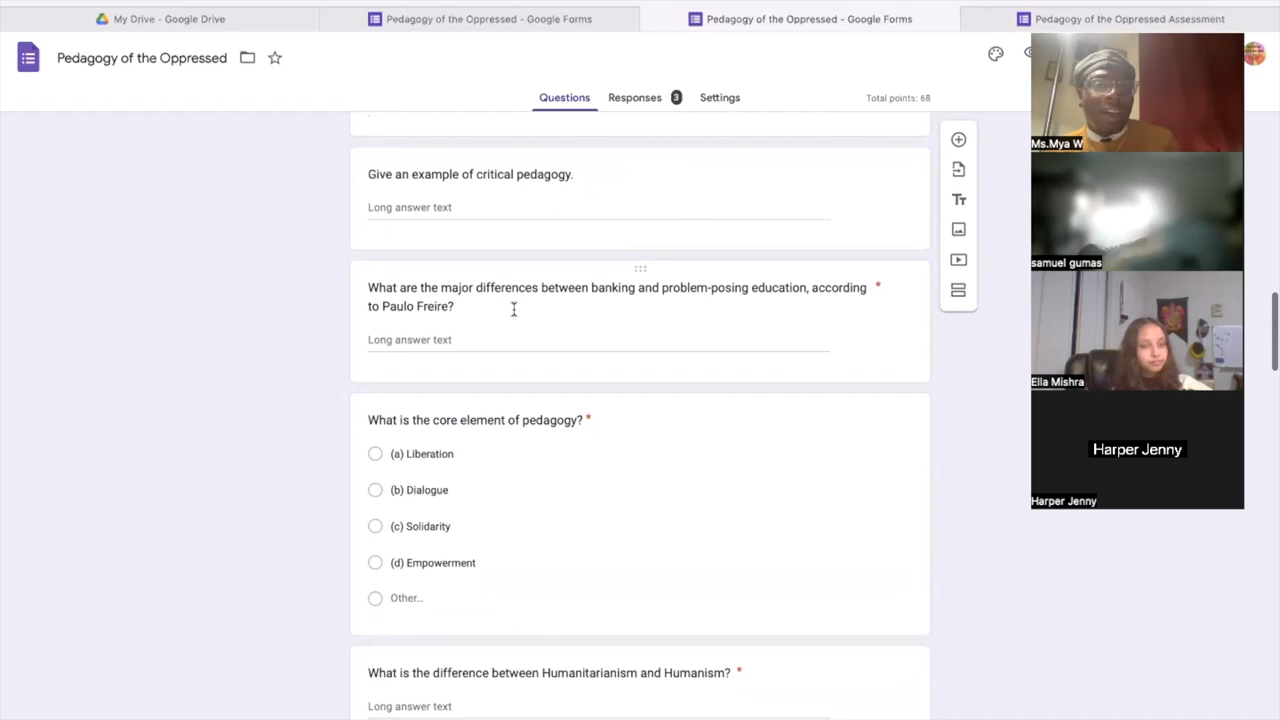 My Drive - Google Drive
Pedagogy of the Oppressed - Google Forms
Pedagogy of the Oppressed - Google Forms
Pedagogy of the Oppressed Assessment
Pedagogy of the Oppressed
Questions
Responses 3
Settings
Total points: 68
Give an example of critical pedagogy.
Long answer text
What are the major differences between banking and problem-posing education, according *
to Paulo Freire?
Long answer text
What is the core element of pedagogy? *
(a) Liberation
(b) Dialogue
(c) Solidarity
(d) Empowerment
Other...
What is the difference between Humanitarianism and Humanism? *
Long answer text
Tт
Ms.Mya W
samuel gumas
Ella Mishra
Harper Jenny
Harper Jenny